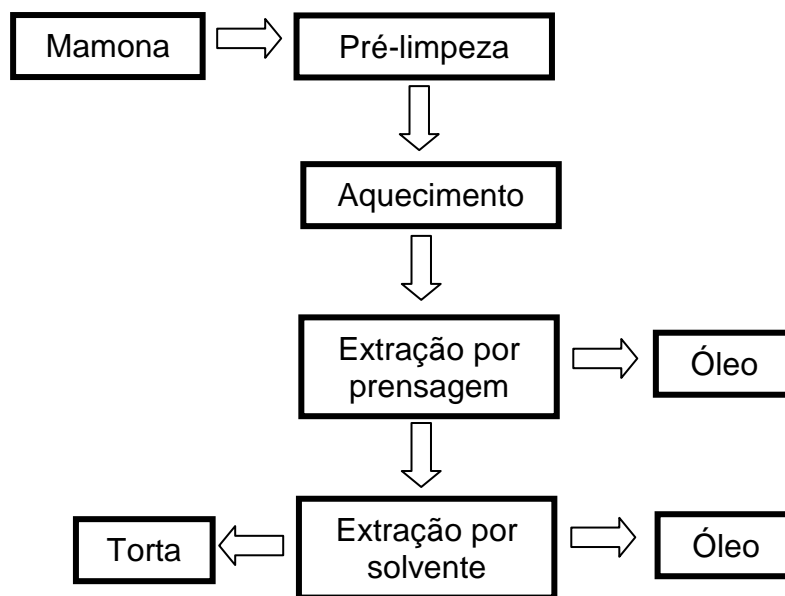 Mamona
Pré-limpeza
Aquecimento
Extração por
prensagem
Óleo
Torta
Extração por
solvente
Óleo